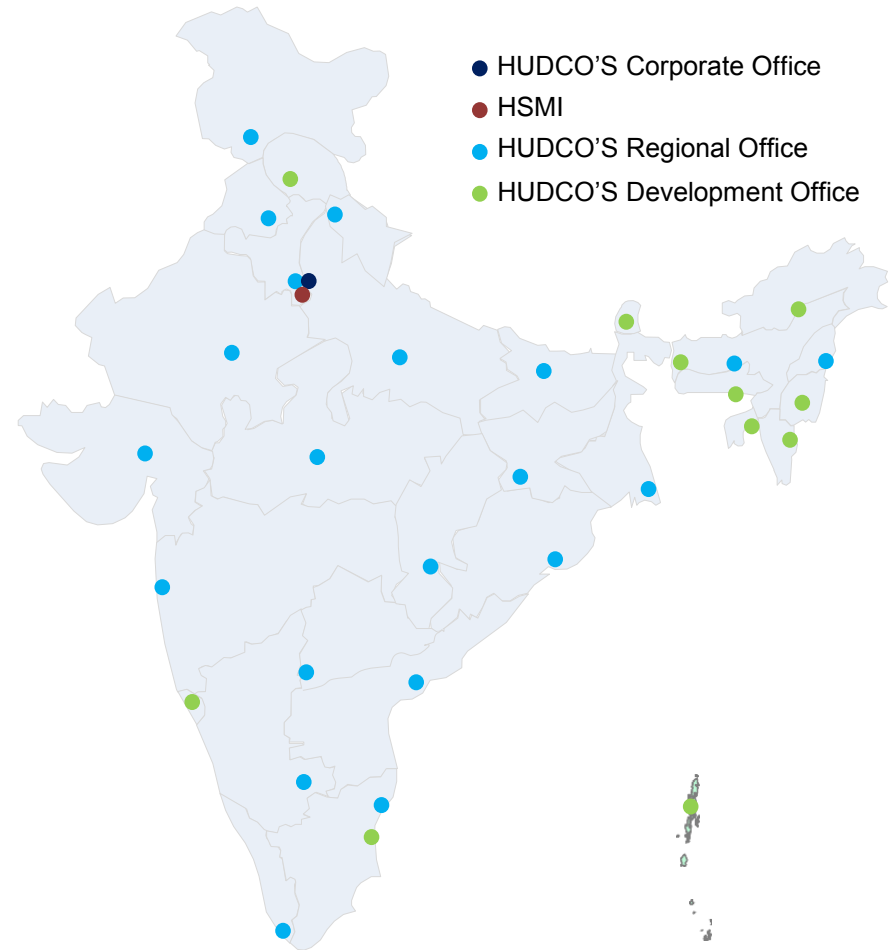 HUDCO'S Corporate Office
HSMI
HUDCO'S Regional Office
HUDCO'S Development Office